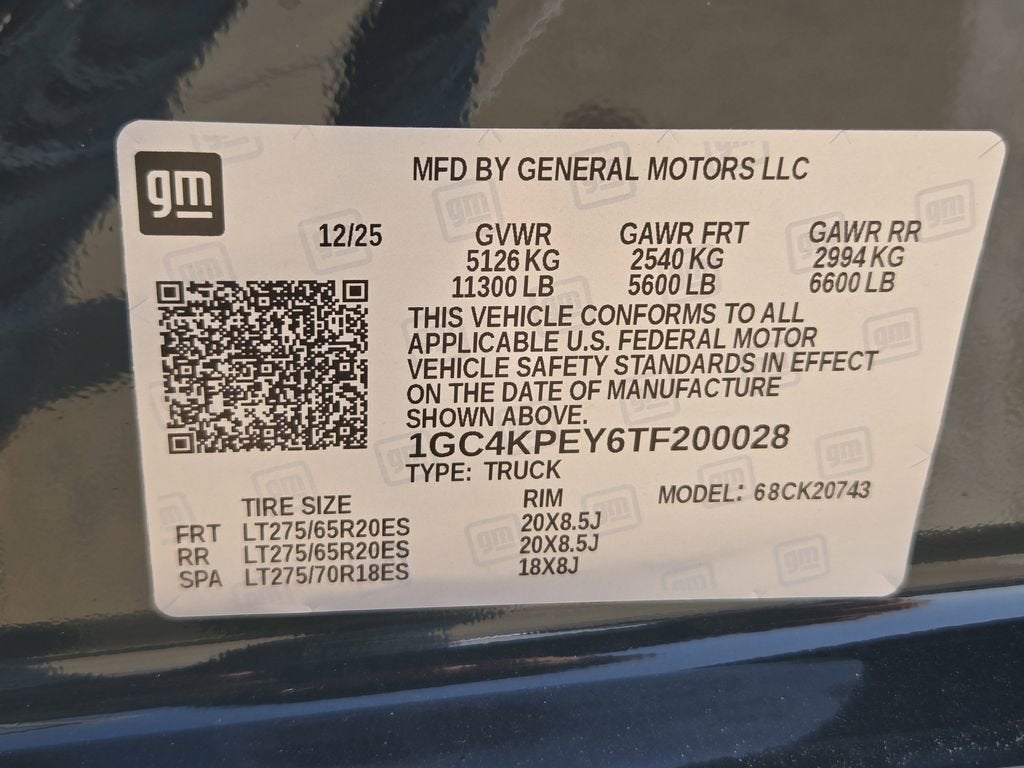 gm
MFD BY GENERAL MOTORS LLC
12/25
GVWR GAWR FRT GAWR RR
5126 KG 2540 KG 2994 KG
11300 LB 5600 LB 6600 LB
THIS VEHICLE CONFORMS TO ALL
APPLICABLE U.S. FEDERAL MOTOR
VEHICLE SAFETY STANDARDS IN EFFECT
ON THE DATE OF MANUFACTURE
SHOWN ABOVE.
1GC4KPEY6TF200028
TYPE: TRUCK
TIRE SIZE RIM MODEL: 68CK20743
FRT LT275/65R20ES 20X8.5J
RR LT275/65R20ES 20X8.5J
SPA LT275/70R18ES 18X8J